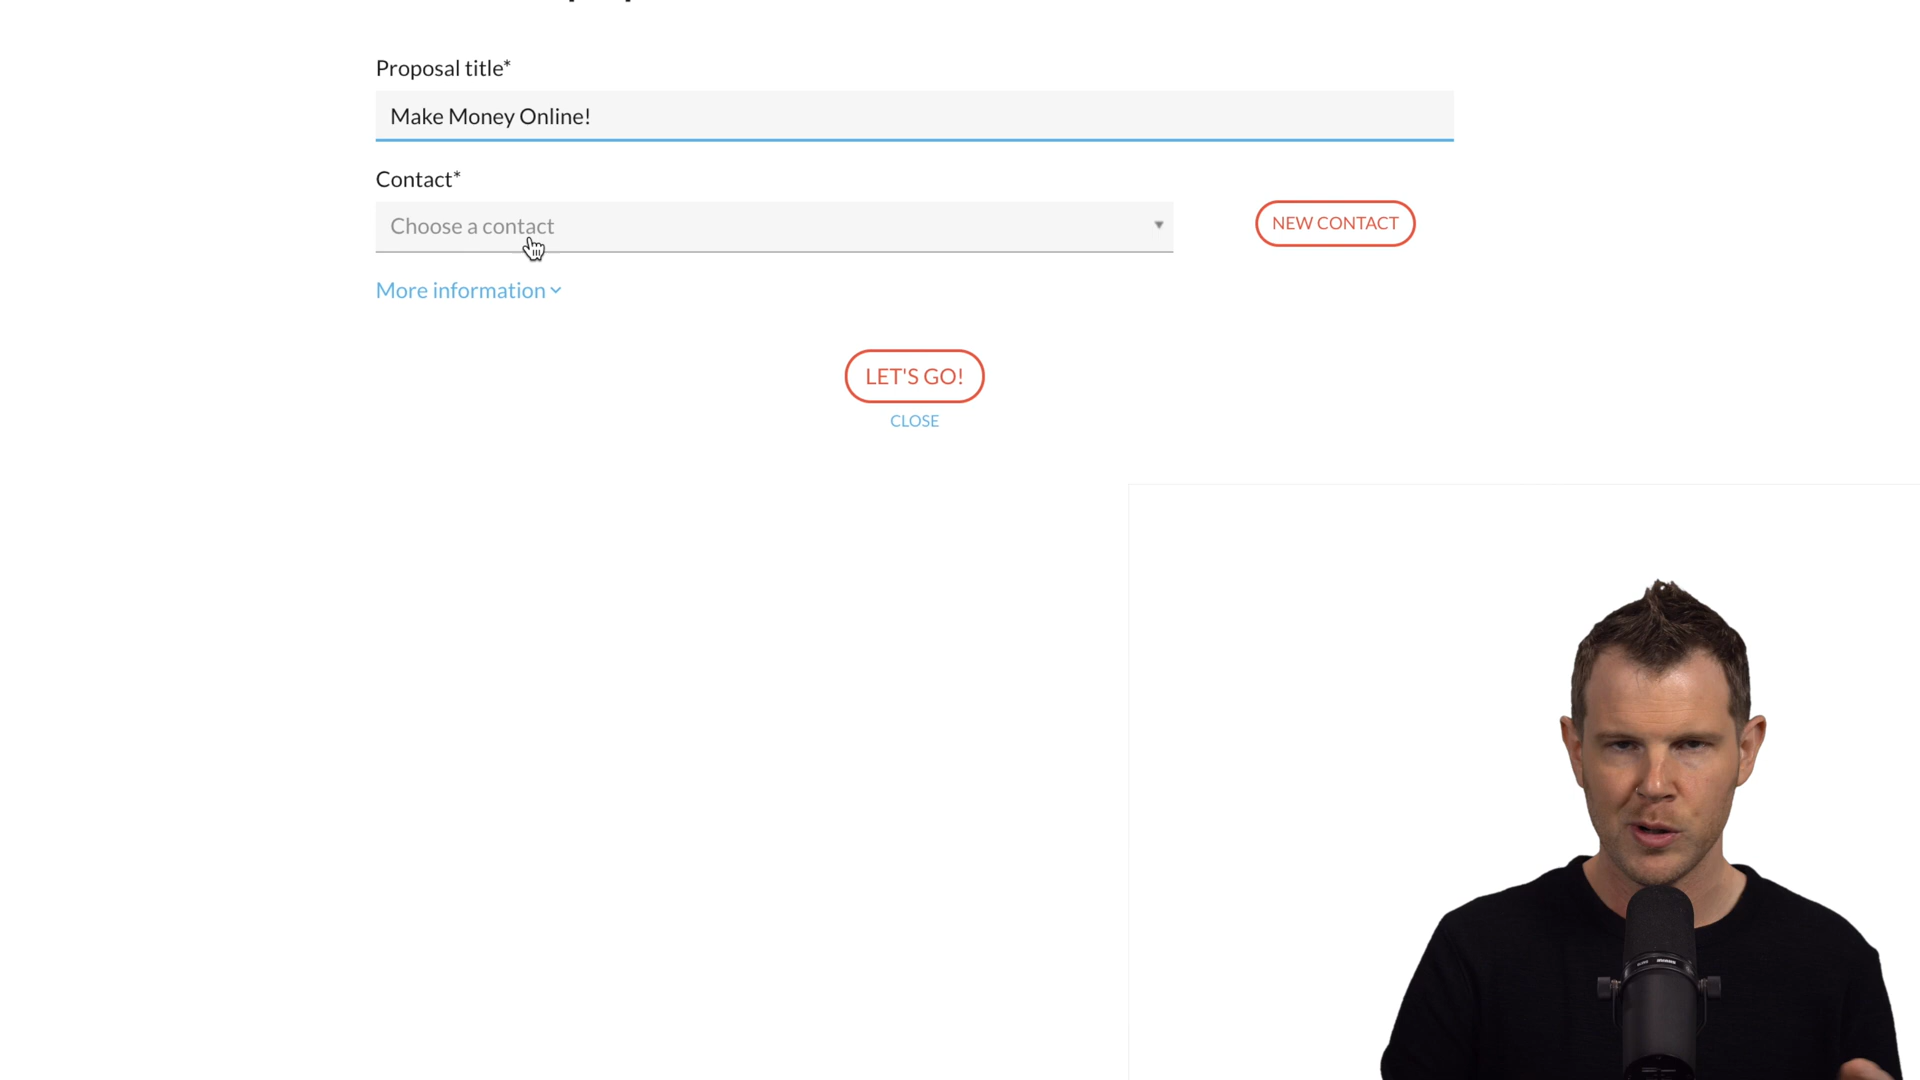 Proposal title*
Make Money Online!
Contact*
Choose a contact
NEW CONTACT
More information
LET'S GO!
CLOSE